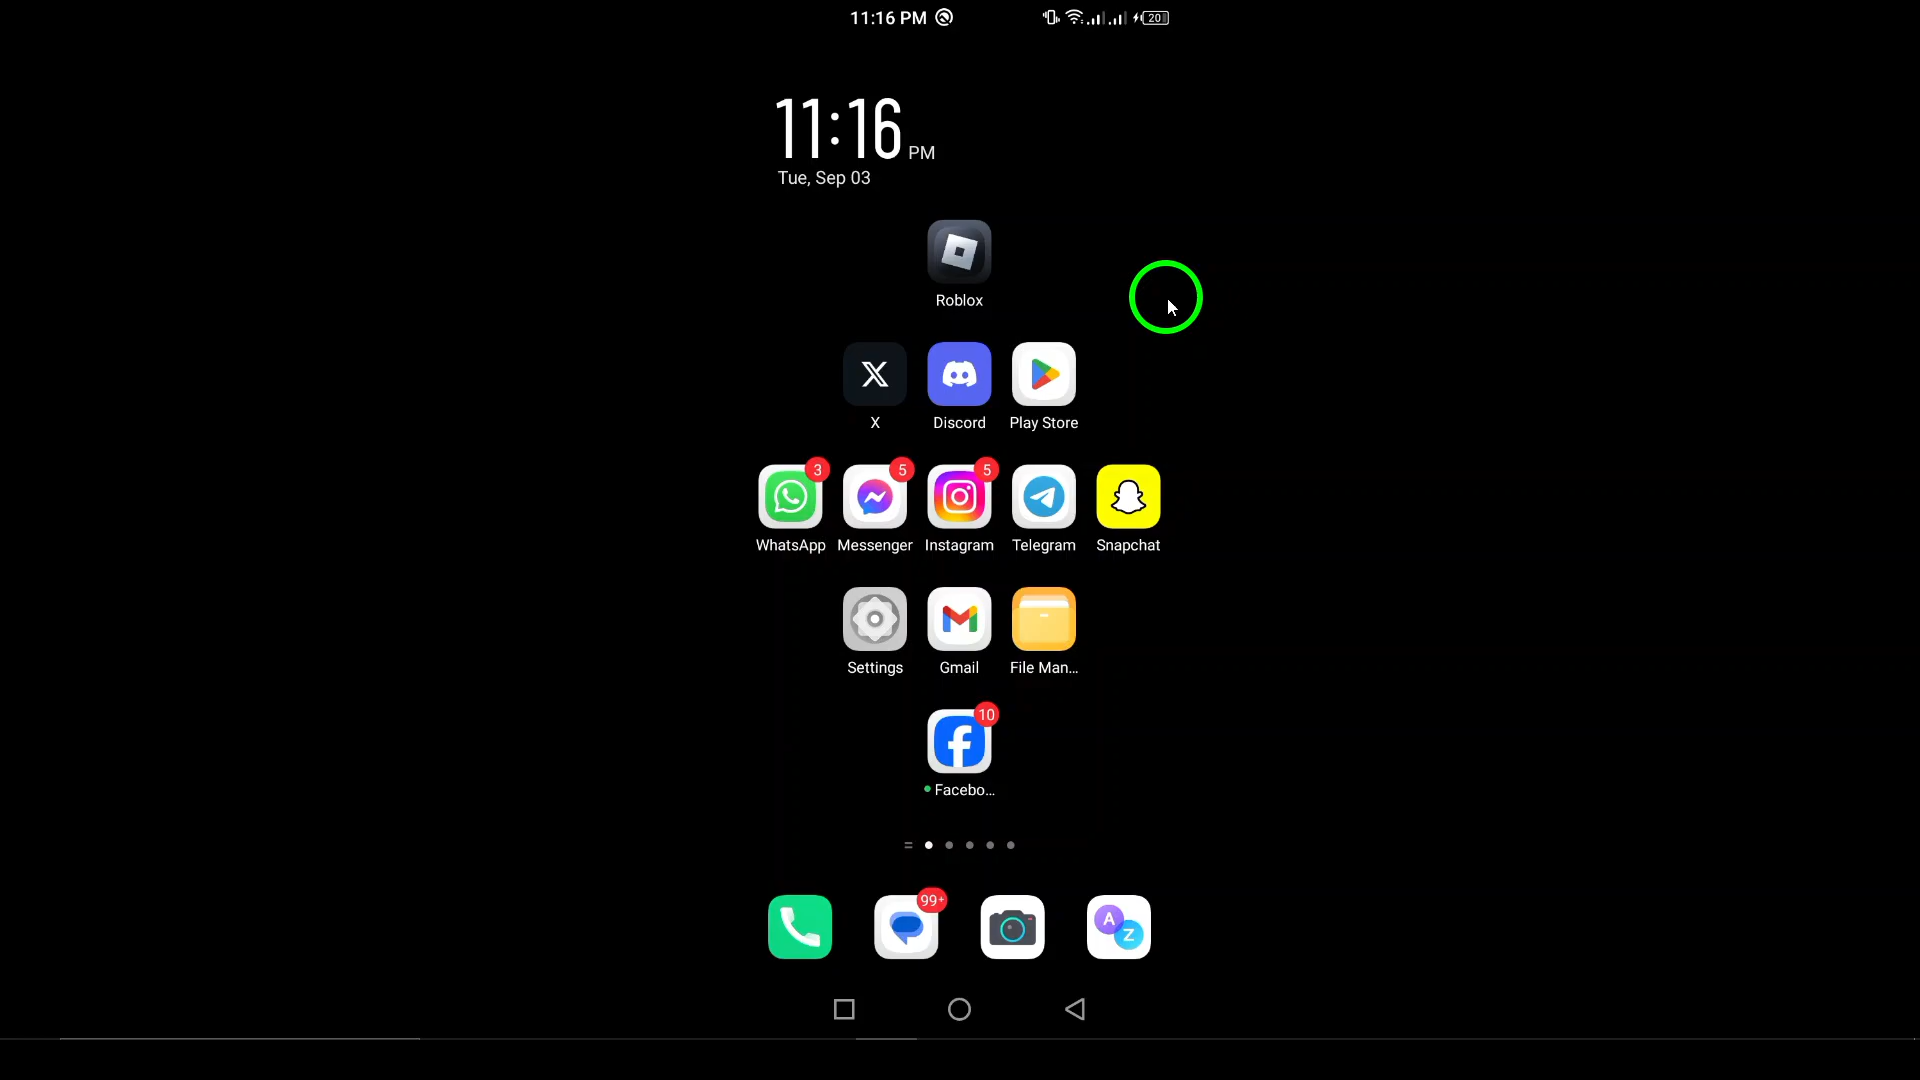 11:16 PM
20
11:16 PM
Tue, Sep 03
Roblox
X
Discord
Play Store
3
5
5
WhatsApp
Messenger
Instagram
Telegram
Snapchat
Settings
Gmail
File Man...
10
Facebo...
99+
A
Z